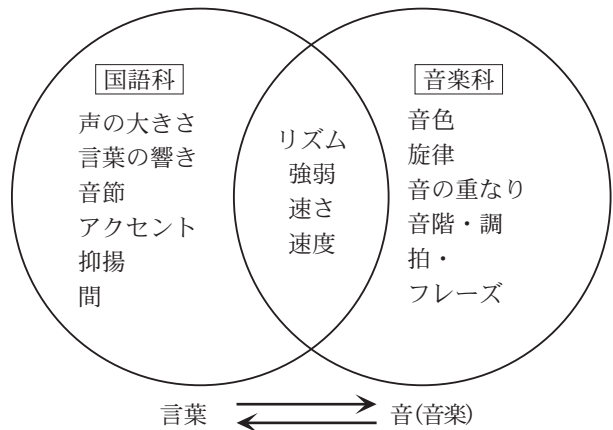 国語科
声の大きさ
言葉の響き
音節
アクセント
抑揚
間
リズム
強弱
速さ
速度
音楽科
音色
旋律
音の重なり
音階・調
拍・
フレーズ
言葉
音(音楽)